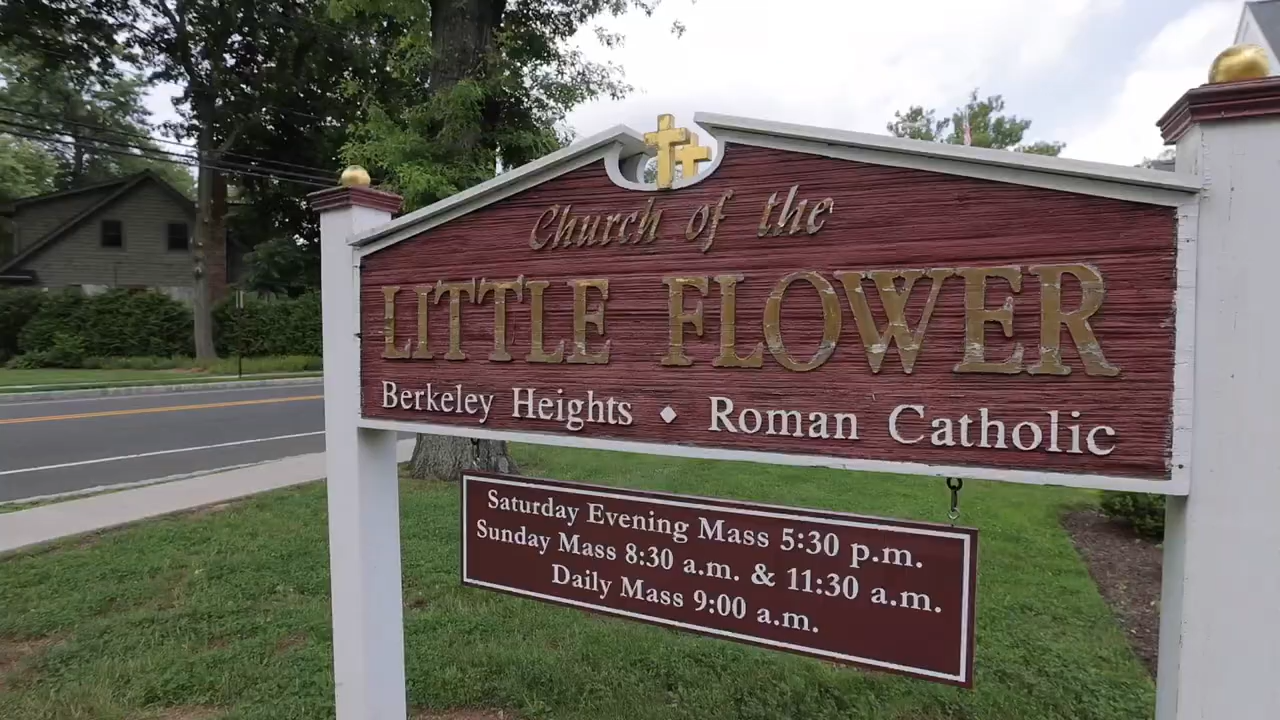 Church of the
LITTLE FLOWER
Berkeley Heights ♦ Roman Catholic
Saturday Evening Mass 5:30 p.m.
Sunday Mass 8:30 a.m. & 11:30 a.m.
Daily Mass 9:00 a.m.